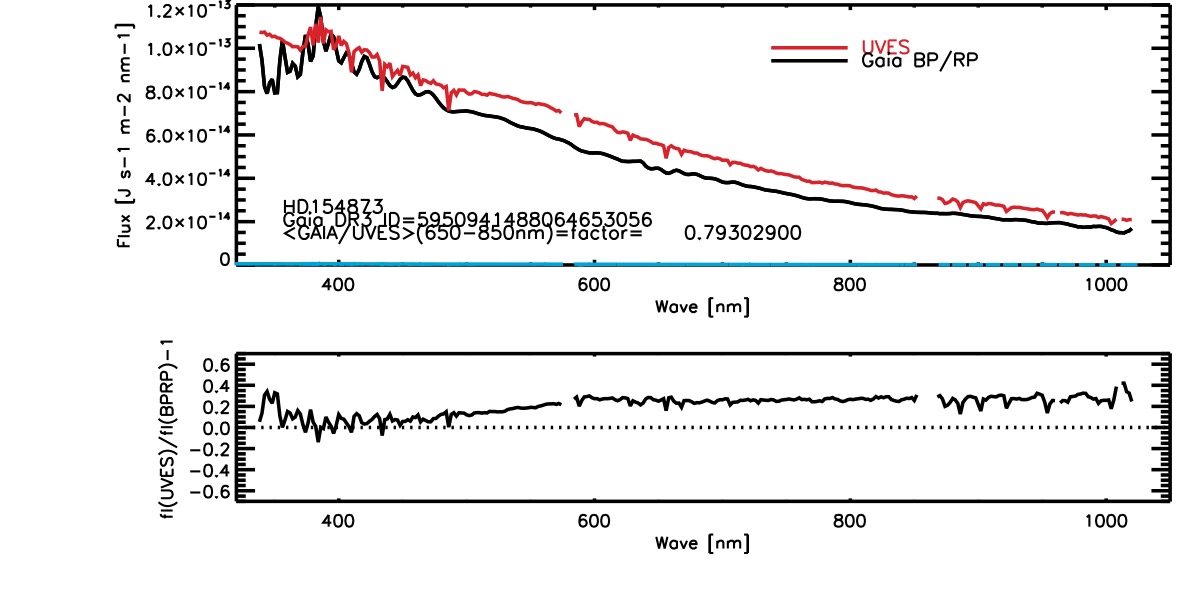 1.2×10−13
1.0×10−13
8.0×10−14
6.0×10−14
4.0×10−14
2.0×10−14
0
Flux [J s−1 m−2 nm−1]
UVES
Gaia BP/RP
HD154873
Gaia DR3 ID=5950941488064653056
<GAIA/UVES>(650−850nm)=factor= 0.79302900
400 600 800 1000
Wave [nm]
0.6
0.4
0.2
0.0
−0.2
−0.4
−0.6
fl(UVES)/fl(BPRP)−1
400 600 800 1000
Wave [nm]